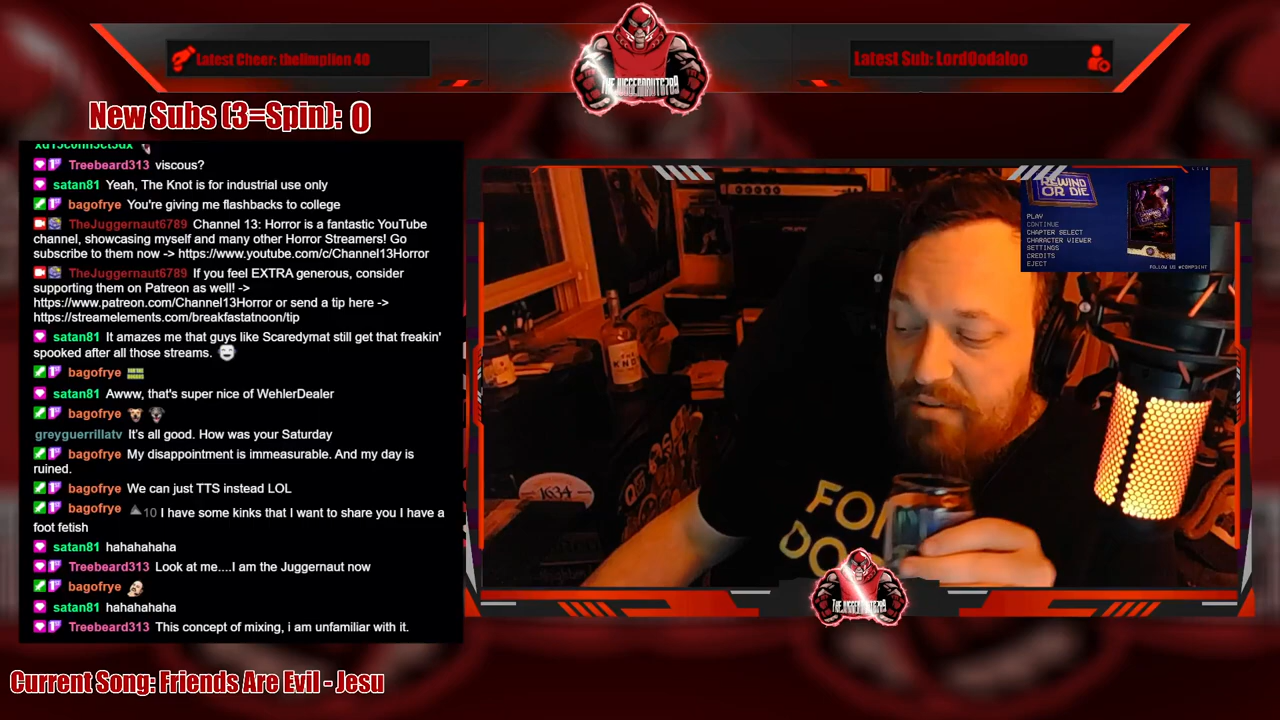 Latest Cheer: thelimplion 40
THEJUGGERNAUT6789
Latest Sub: LordOodaloo
New Subs (3=Spin): 0
Treebeard313 viscous?
satan81 Yeah, The Knot is for industrial use only
bagofrye You're giving me flashbacks to college
TheJuggernaut6789 Channel 13: Horror is a fantastic YouTube
channel, showcasing myself and many other Horror Streamers! Go
subscribe to them now -> https://www.youtube.com/c/Channel13Horror
TheJuggernaut6789 If you feel EXTRA generous, consider
supporting them on Patreon as well! ->
https://www.patreon.com/Channel13Horror or send a tip here ->
https://streamelements.com/breakfastatnoon/tip
satan81 It amazes me that guys like Scaredymat still get that freakin'
spooked after all those streams.
bagofrye
satan81 Awww, that's super nice of WehlerDealer
bagofrye
greyguerrillatv It's all good. How was your Saturday
bagofrye My disappointment is immeasurable. And my day is
ruined.
bagofrye We can just TTS instead LOL
bagofrye 10 I have some kinks that I want to share you I have a
foot fetish
satan81 hahahahaha
Treebeard313 Look at me....I am the Juggernaut now
bagofrye
satan81 hahahahaha
Treebeard313 This concept of mixing, i am unfamiliar with it.
REWIND
OR DIE
PLAY
CONTINUE
CHAPTER SELECT
CHARACTER VIEWER
SETTINGS
CREDITS
EJECT
THE
KNOT
1634
FOR
DO
THEJUGGERNAUT6789
Current Song: Friends Are Evil - Jesu